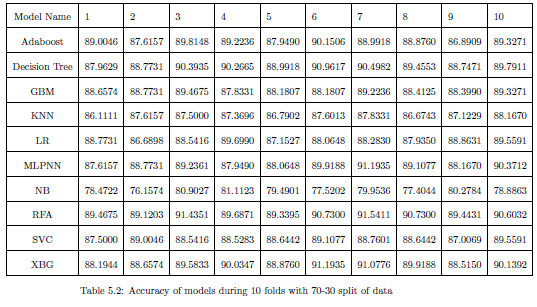 Model Name 1 2 3 4 5 6 7 8 9 10
Adaboost 89.0046 87.6157 89.8148 89.2236 87.9490 90.1506 88.9918 88.8760 86.8909 89.3271
Decision Tree 87.9629 88.7731 90.3935 90.2665 88.9918 90.9617 90.4982 89.4553 88.7471 89.7911
GBM 88.6574 88.7731 89.4675 87.8331 88.1807 88.1807 89.2236 88.4125 88.3990 89.3271
KNN 86.1111 87.6157 87.5000 87.3696 86.7902 87.6013 87.8331 86.6743 87.1229 88.1670
LR 88.7731 86.6898 88.5416 89.6990 87.1527 88.0648 88.2830 87.9350 88.8631 89.5591
MLPNN 87.6157 88.7731 89.2361 87.9490 88.0648 89.9188 91.1935 89.1077 88.1670 90.3712
NB 78.4722 76.1574 80.9027 81.1123 79.4901 77.5202 79.9536 77.4044 80.2784 78.8863
RFA 89.4675 89.1203 91.4351 89.6871 89.3395 90.7300 91.5411 90.7300 89.4431 90.6032
SVC 87.5000 89.0046 88.5416 88.5283 88.6442 89.1077 88.7601 88.6442 87.0069 89.5591
XBG 88.1944 88.6574 89.5833 90.0347 88.8760 91.1935 91.0776 89.9188 88.5150 90.1392
Table 5.2: Accuracy of models during 10 folds with 70-30 split of data